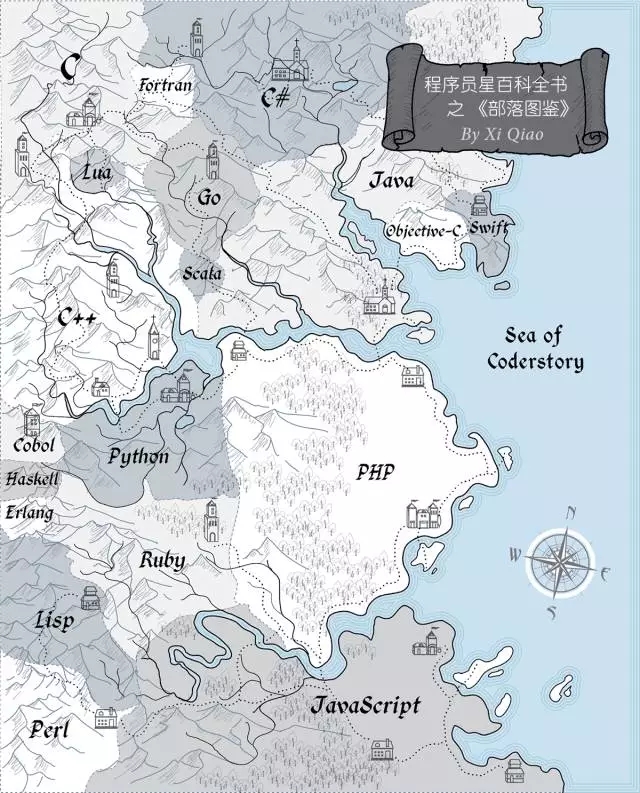 程序员星百科全书
之 《部落图鉴》
By Xi Qiao
C
Fortran
C#
Lua
Go
Java
Objective-C
Swift
Scala
C++
Sea of
Coderstory
Cobol
Python
PHP
Haskell
Erlang
Ruby
N
W
E
S
Lisp
Perl
JavaScript